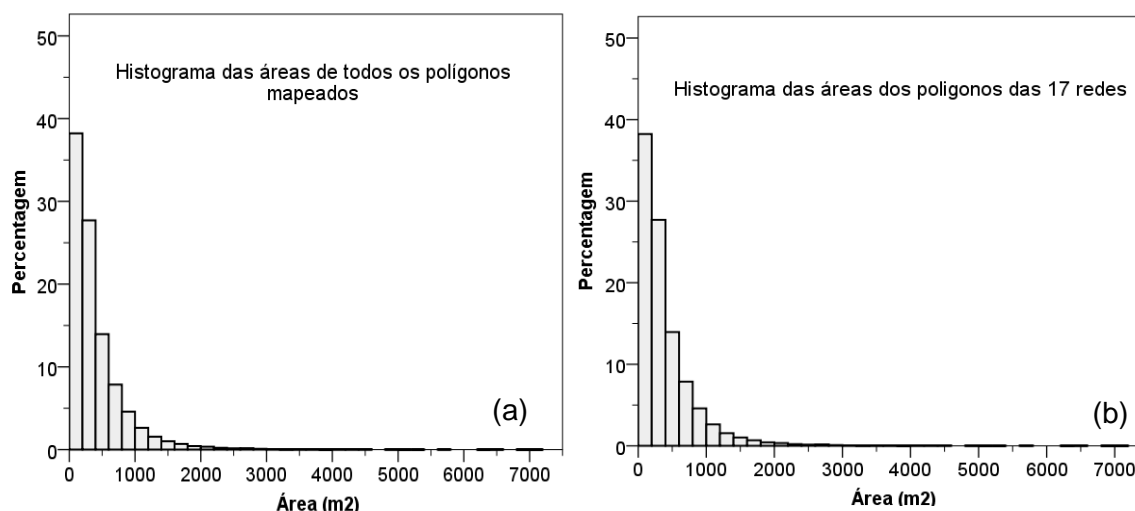 Histograma das áreas de todos os polígonos
mapeados
Percentagem
50
40
30
20
10
0
0 1000 2000 3000 4000 5000 6000 7000
Área (m2)
(a)
Histograma das áreas dos poligonos das 17 redes
Percentagem
50
40
30
20
10
0
0 1000 2000 3000 4000 5000 6000 7000
Área (m2)
(b)